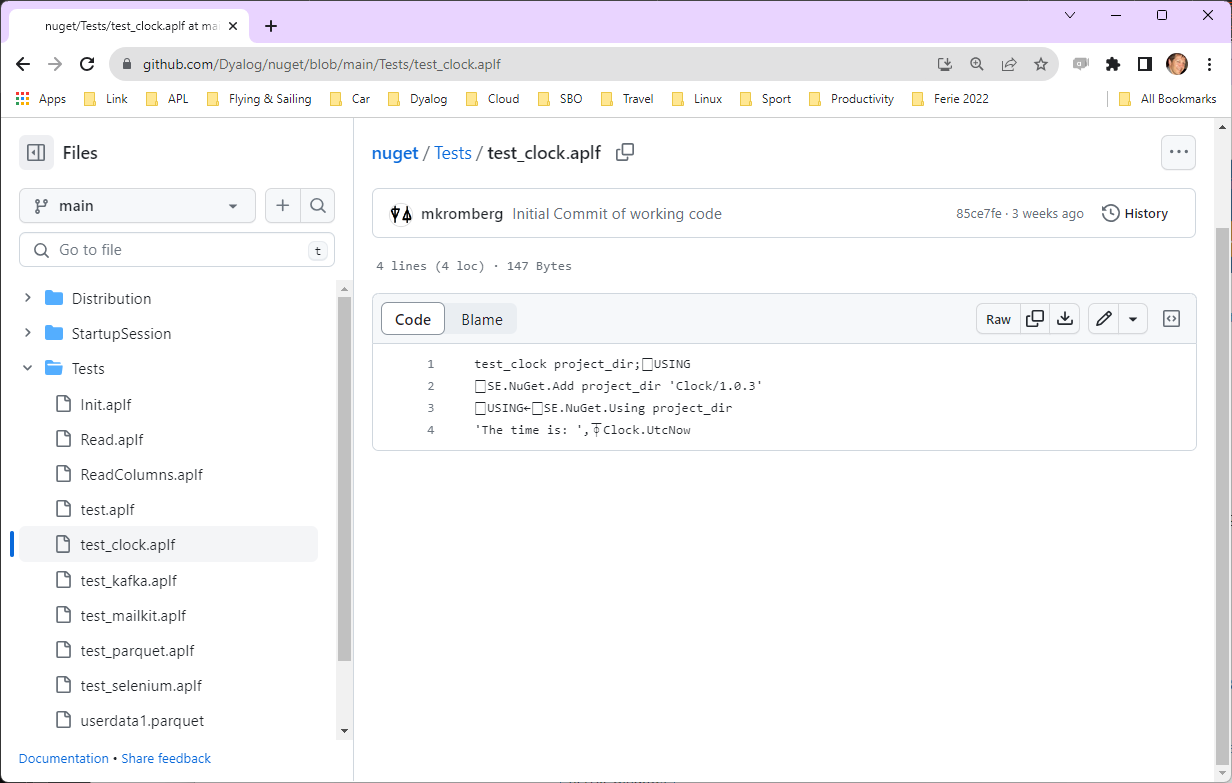 nuget/Tests/test_clock.aplf at mai
github.com/Dyalog/nuget/blob/main/Tests/test_clock.aplf
Apps Link APL Flying & Sailing Car Dyalog Cloud SBO Travel Linux Sport Productivity Ferie 2022 All Bookmarks
Files
main
Go to file t
Distribution
StartupSession
Tests
Init.aplf
Read.aplf
ReadColumns.aplf
test.aplf
test_clock.aplf
test_kafka.aplf
test_mailkit.aplf
test_parquet.aplf
test_selenium.aplf
userdata1.parquet
Documentation • Share feedback
nuget / Tests / test_clock.aplf
mkromberg Initial Commit of working code 85ce7fe · 3 weeks ago History
4 lines (4 loc) · 147 Bytes
Code Blame Raw
1 test_clock project_dir;⎕USING
2 ⎕SE.NuGet.Add project_dir 'Clock/1.0.3'
3 ⎕USING←⎕SE.NuGet.Using project_dir
4 'The time is: ',⍕Clock.UtcNow